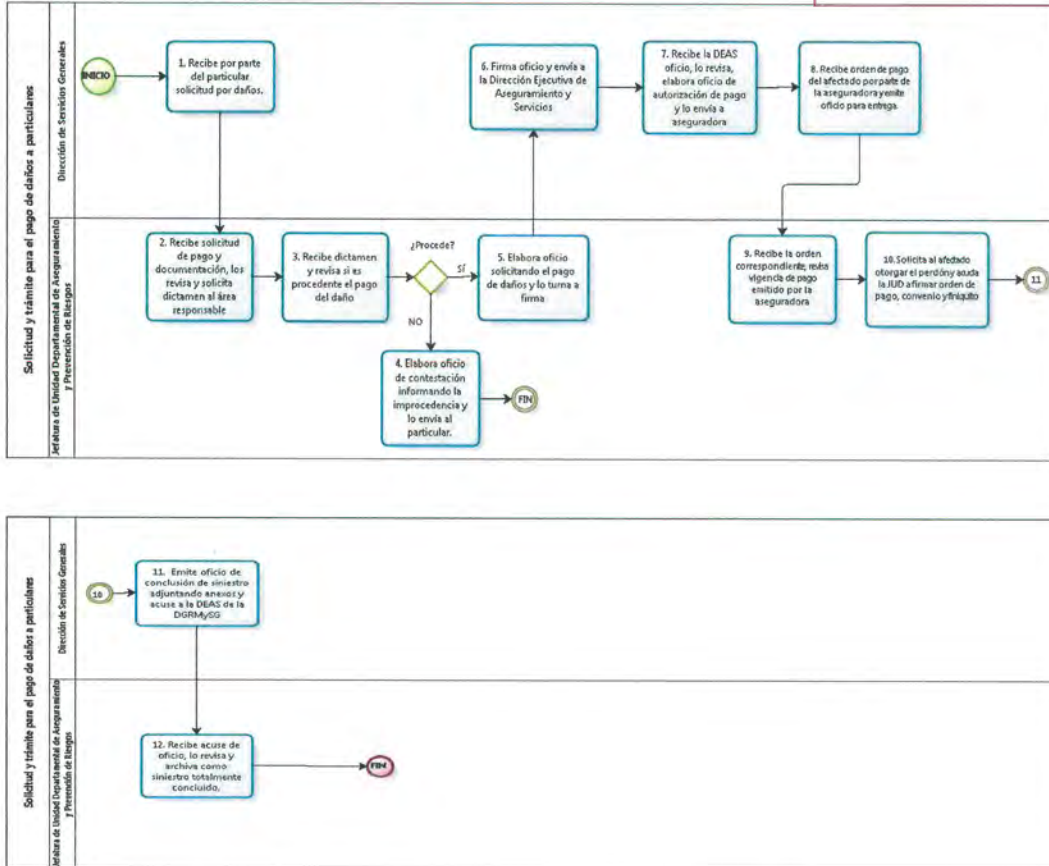 Solicitud y trámite para el pago de daños a particulares
Dirección de Servicios Generales
INICIO
1. Recibe por parte
del particular
solicitud por daños.
6. Firma oficio y envía a
la Dirección Ejecutiva de
Aseguramiento y
Servicios
7. Recibe la DEAS
oficio, lo revisa,
elabora oficio de
autorización de pago
y lo envía a
aseguradora
8. Recibe orden de pago
del afectado por parte de
la aseguradora y emite
oficio para entrega
Jefatura de Unidad Departamental de Aseguramiento
y Prevención de Riesgos
2. Recibe solicitud
de pago y
documentación, los
revisa y solicita
dictamen al área
responsable
3. Recibe dictamen
y revisa si es
procedente el pago
del daño
¿Procede?
SÍ
NO
4. Elabora oficio
de contestación
informando la
improcedencia y
lo envía al
particular.
FIN
5. Elabora oficio
solicitando el pago
de daños y lo turna a
firma
9. Recibe la orden
correspondiente, revisa
vigencia de pago
emitido por la
aseguradora
10. Solicita al afectado
otorgar el perdón y acuda
la JUD a firmar orden de
pago, convenio y finiquito
11
Solicitud y trámite para el pago de daños a particulares
Dirección de Servicios Generales
10
11. Emite oficio de
conclusión de siniestro
adjuntando anexos y
acuse a la DEAS de la
DGRMySG
Jefatura de Unidad Departamental de Aseguramiento
y Prevención de Riesgos
12. Recibe acuse de
oficio, lo revisa y
archiva como
siniestro totalmente
concluido.
FIN